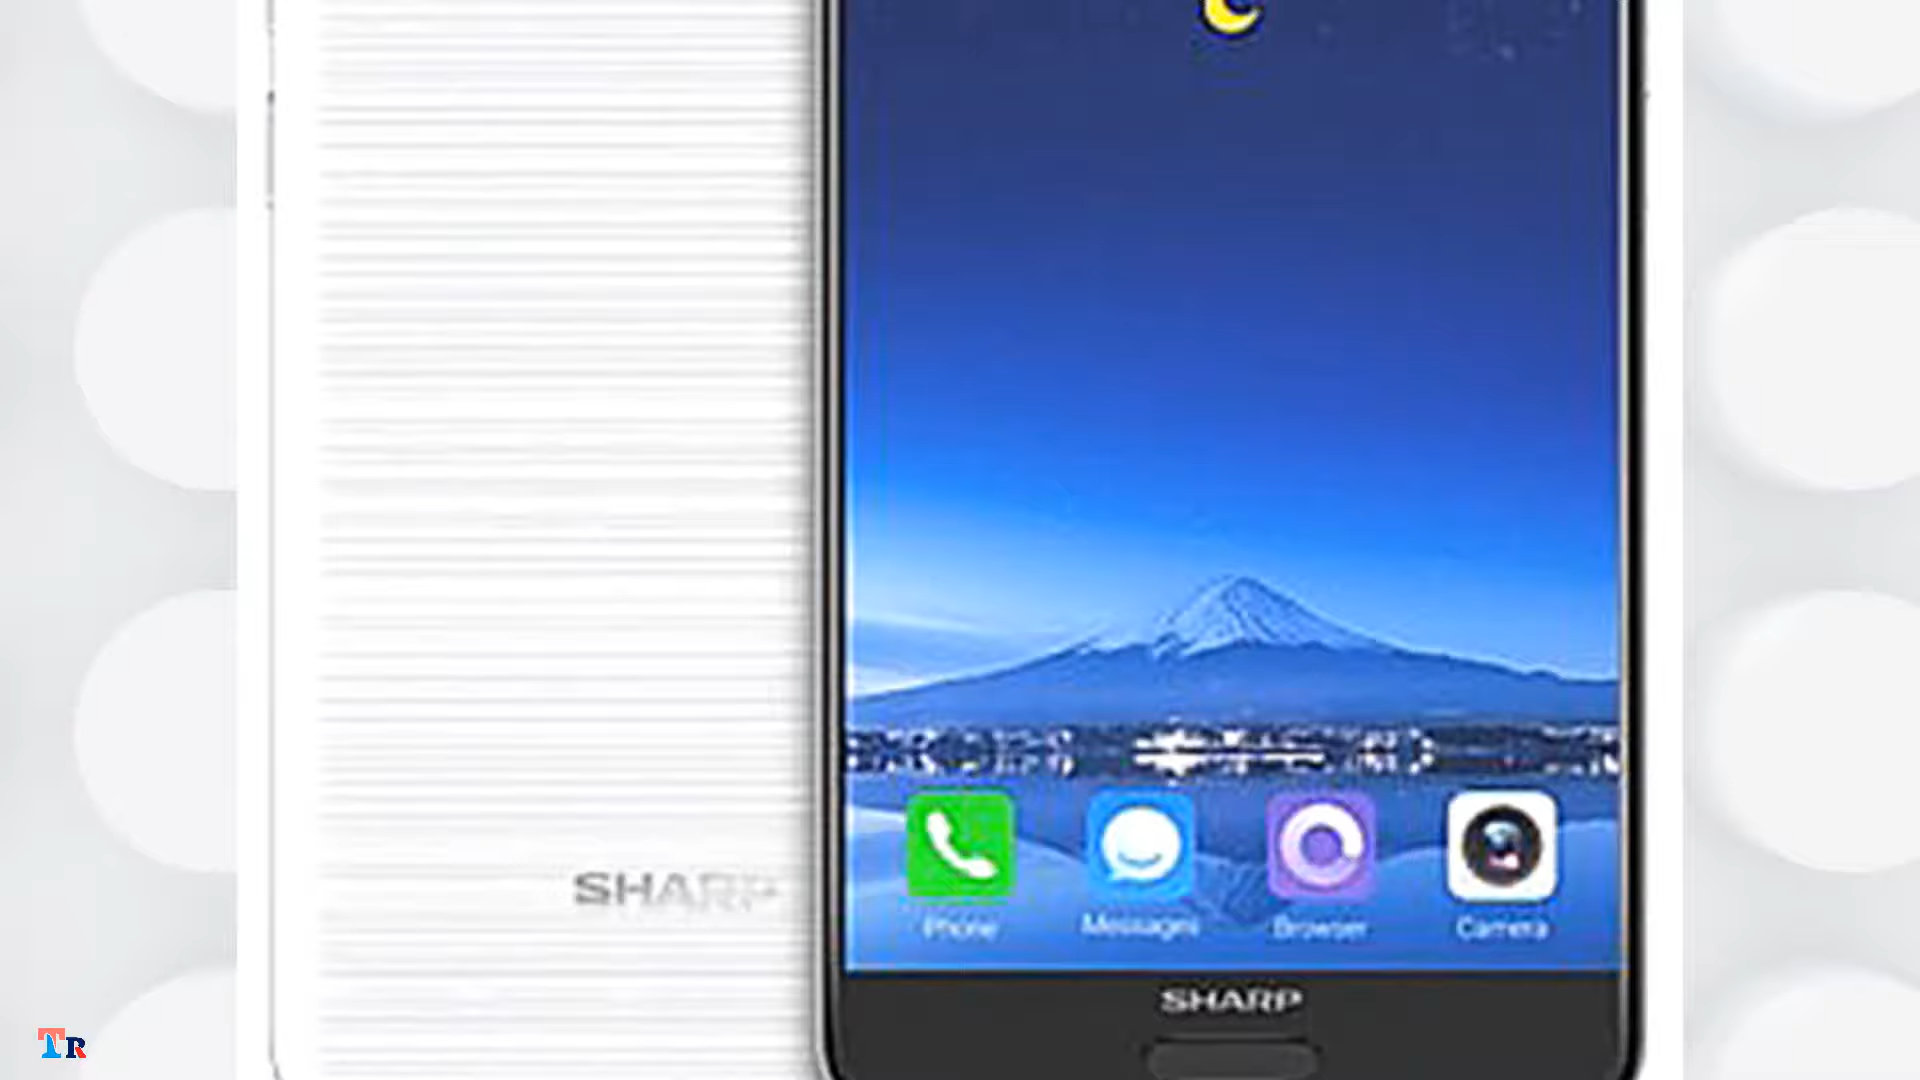 SHARP
Phone
Messages
Browser
Camera
SHARP
TR